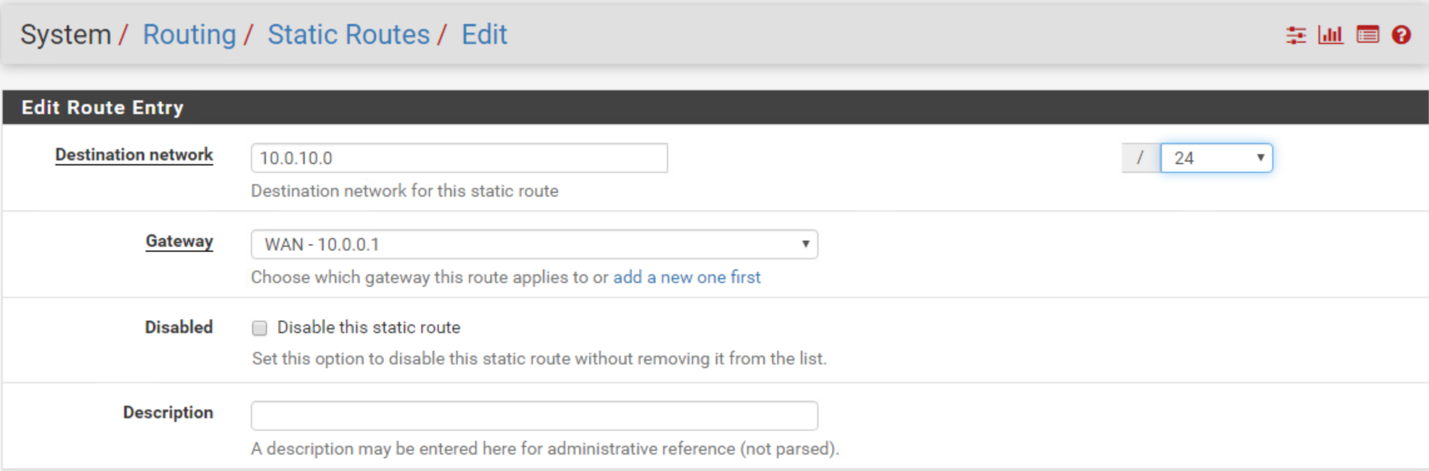 System / Routing / Static Routes / Edit
Edit Route Entry
Destination network 10.0.10.0 / 24
Destination network for this static route
Gateway WAN - 10.0.0.1
Choose which gateway this route applies to or add a new one first
Disabled Disable this static route
Set this option to disable this static route without removing it from the list.
Description
A description may be entered here for administrative reference (not parsed).